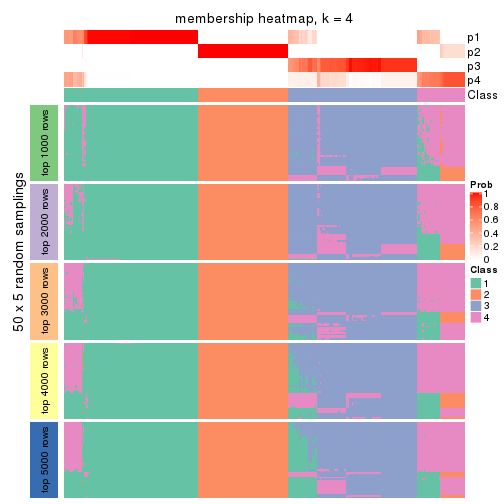 membership heatmap, k = 4
p1
p2
p3
p4
Class
50 x 5 random samplings
top 1000 rows
top 2000 rows
top 3000 rows
top 4000 rows
top 5000 rows
Prob
1
0.8
0.6
0.4
0.2
0
Class
1
2
3
4